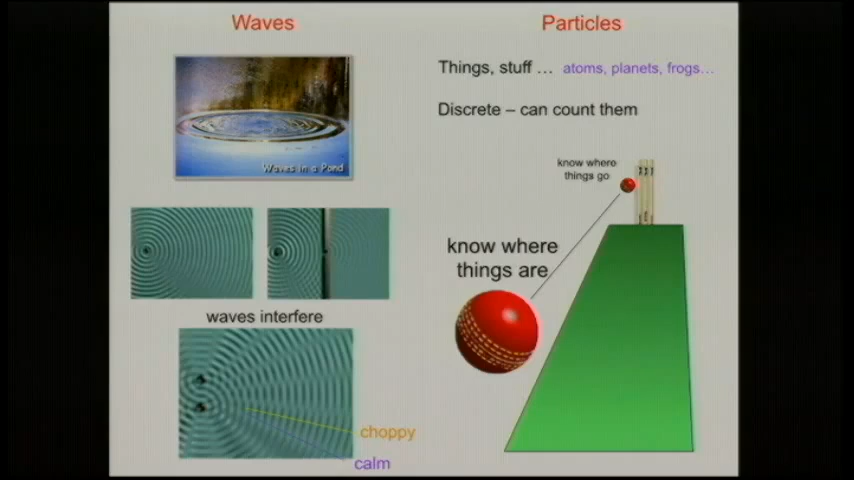 Waves
Waves in a Pond
waves interfere
choppy
calm
Particles
Things, stuff … atoms, planets, frogs…
Discrete – can count them
know where
things go
know where
things are